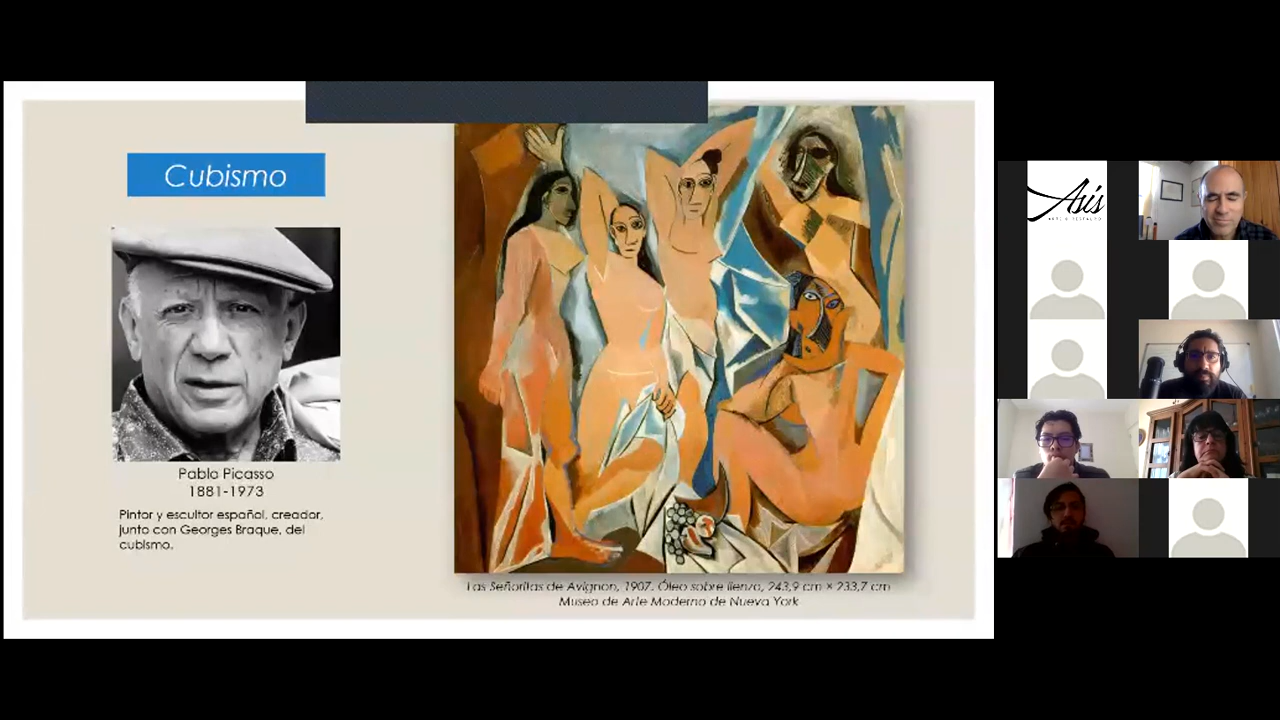 Cubismo
Pablo Picasso
1881-1973
Pintor y escultor español, creador,
junto con Georges Braque, del
cubismo.
Las Señoritas de Avignon, 1907. Óleo sobre lienzo, 243,9 cm × 233,7 cm
Museo de Arte Moderno de Nueva York
Asís